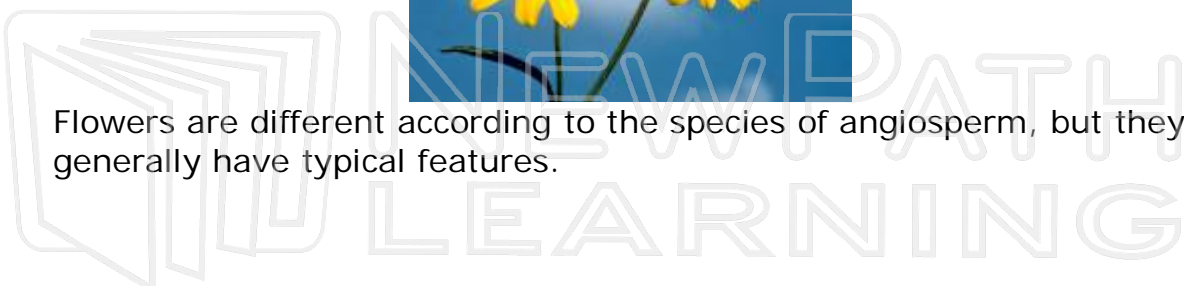 Flowers are different according to the species of angiosperm, but they
generally have typical features.
NEWPATH
LEARNING